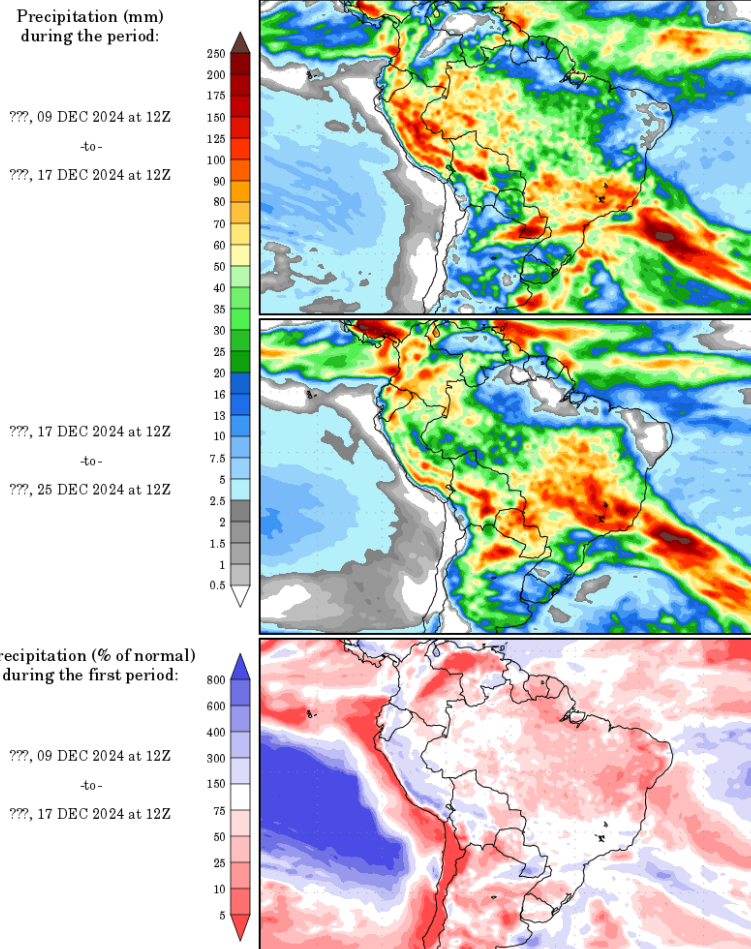 Precipitation (mm)
during the period:
???, 09 DEC 2024 at 12Z
-to-
???, 17 DEC 2024 at 12Z
250
200
175
150
125
100
90
80
70
60
50
40
35
30
25
20
16
13
10
7.5
5
2.5
2
1.5
1
0.5
???, 17 DEC 2024 at 12Z
-to-
???, 25 DEC 2024 at 12Z
recipitation (% of normal)
during the first period:
???, 09 DEC 2024 at 12Z
-to-
???, 17 DEC 2024 at 12Z
800
600
400
300
150
75
50
25
10
5